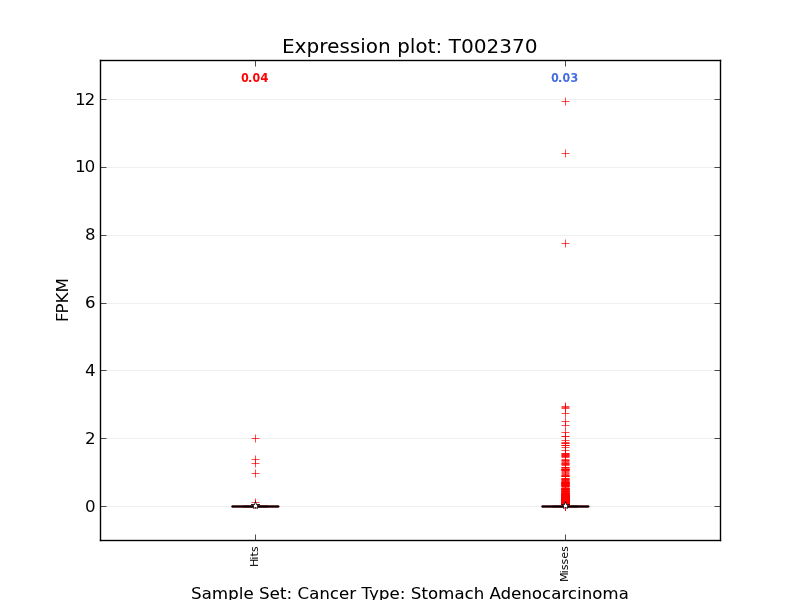 Expression plot: T002370
0.04
0.03
12
10
8
6
4
2
0
FPKM
Hits
Misses
Sample Set: Cancer Type: Stomach Adenocarcinoma